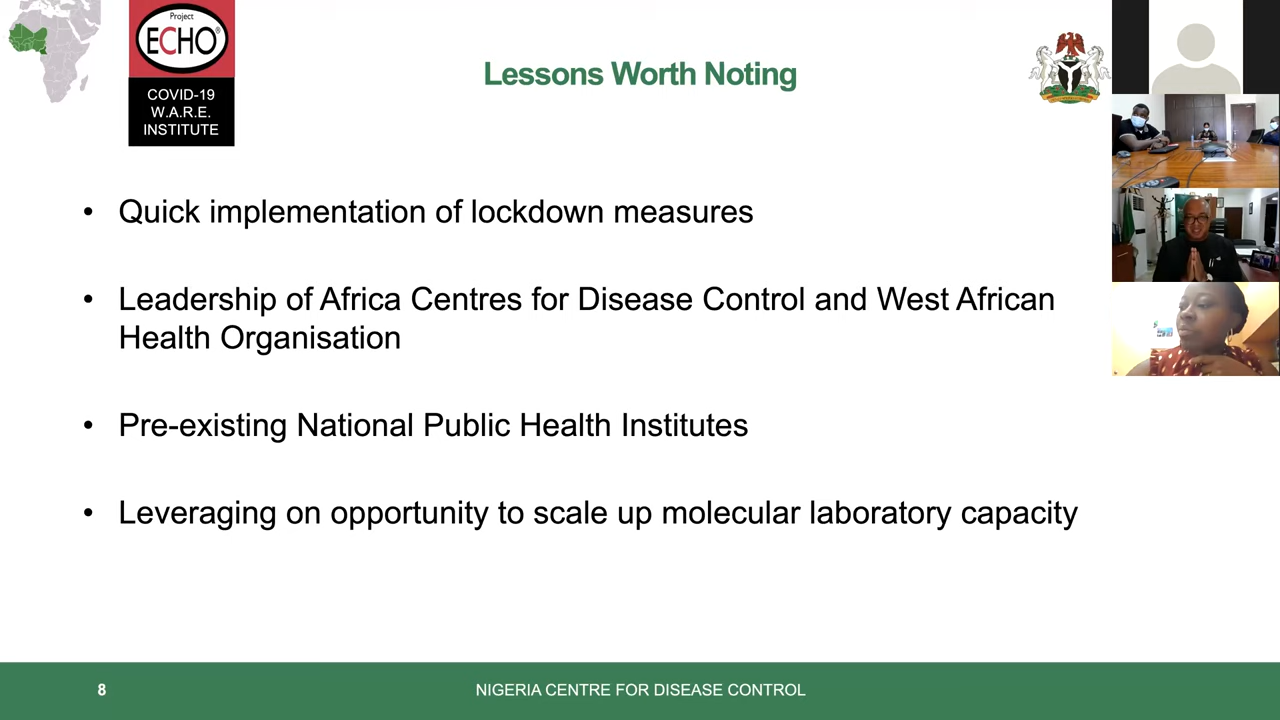 Project
ECHO®
COVID-19
W.A.R.E.
INSTITUTE
Lessons Worth Noting
• Quick implementation of lockdown measures
• Leadership of Africa Centres for Disease Control and West African
Health Organisation
• Pre-existing National Public Health Institutes
• Leveraging on opportunity to scale up molecular laboratory capacity
8
NIGERIA CENTRE FOR DISEASE CONTROL